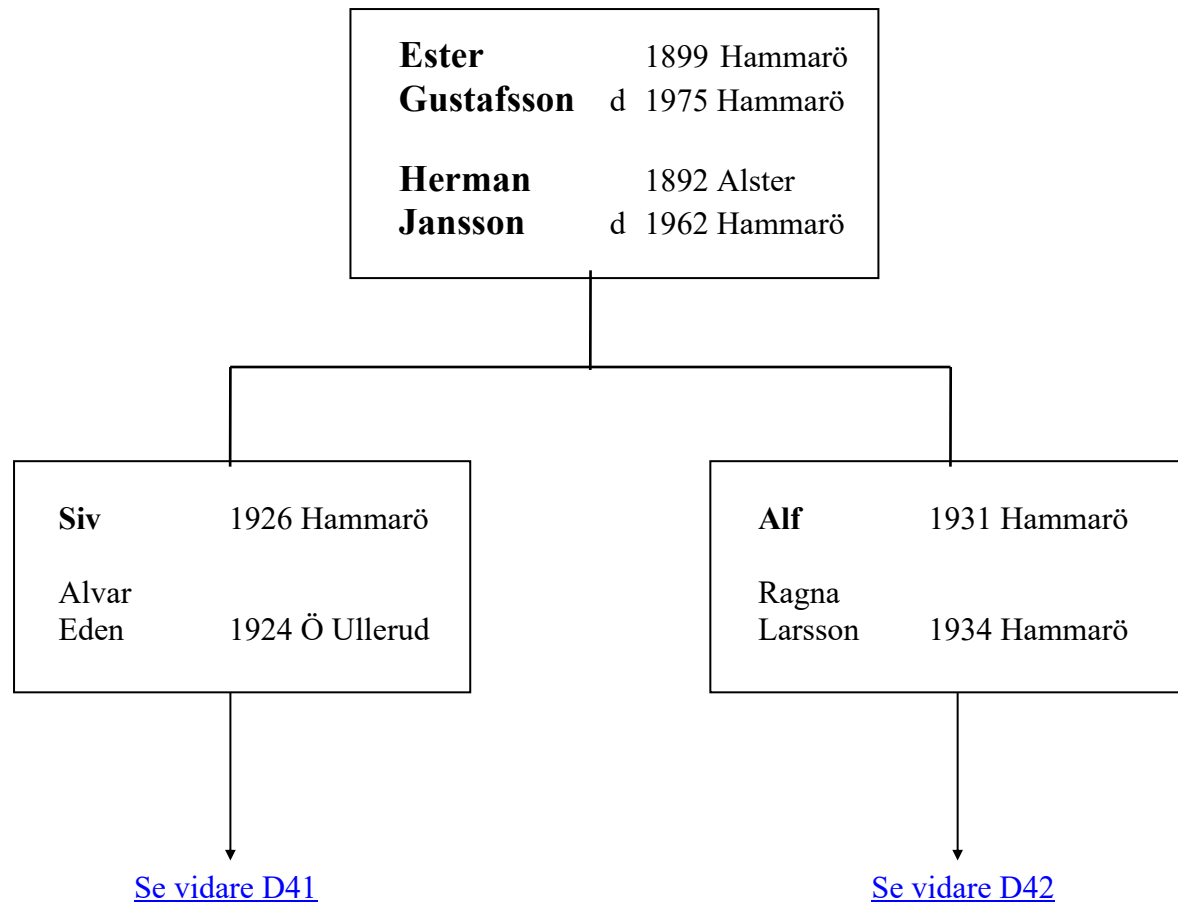 Ester 1899 Hammarö
Gustafsson d 1975 Hammarö
Herman 1892 Alster
Jansson d 1962 Hammarö
Siv 1926 Hammarö
Alvar
Eden 1924 Ö Ullerud
Alf 1931 Hammarö
Ragna
Larsson 1934 Hammarö
Se vidare D41
Se vidare D42